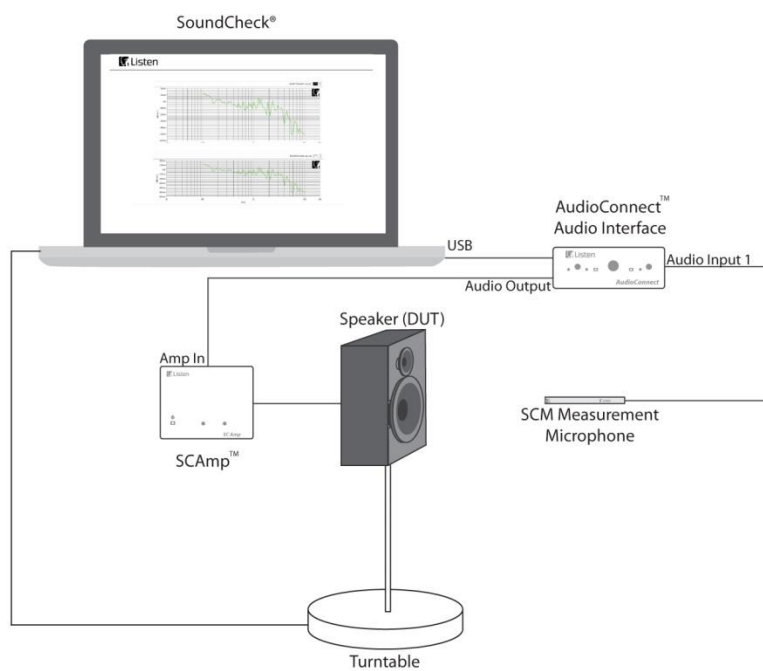 SoundCheck®
Listen
USB
AudioConnect™
Audio Interface
Listen
AudioConnect
Audio Input 1
Audio Output
Speaker (DUT)
Amp In
Listen
SC Amp
SCAmp™
SCM Measurement
Microphone
Turntable